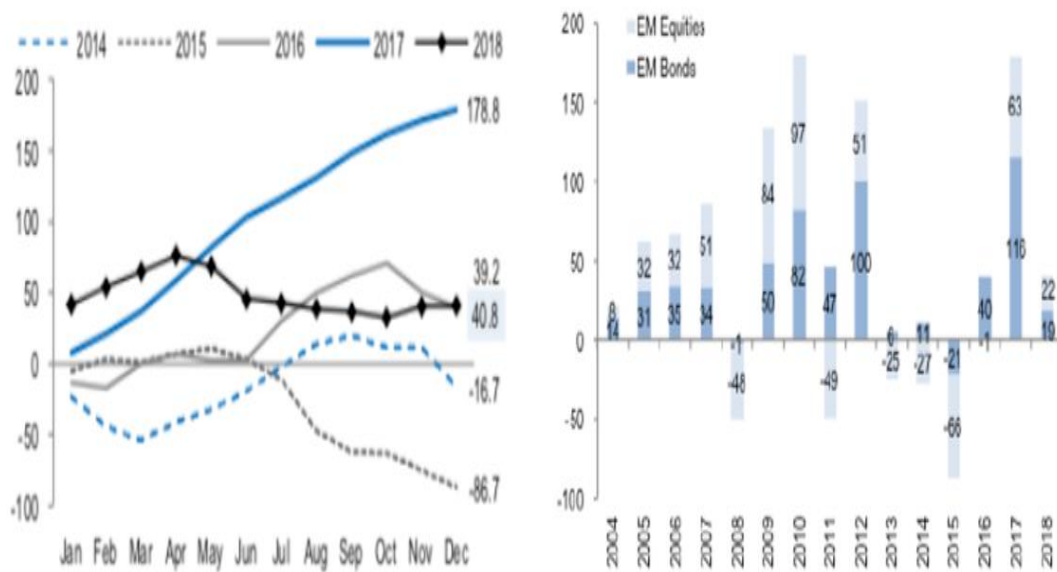 2014 2015 2016 2017 2018
200
150
100
50
0
-50
-100
178.8
39.2
40.8
-16.7
-86.7
Jan Feb Mar Apr May Jun Jul Aug Sep Oct Nov Dec
EM Equities
EM Bonds
200
150
100
50
0
-50
-100
8 32 32 51 -1 84 97 47 51 6 11 -21 40 63 22
14 31 35 34 -48 50 82 -49 100 -25 -27 -66 -1 116 19
2004 2005 2006 2007 2008 2009 2010 2011 2012 2013 2014 2015 2016 2017 2018